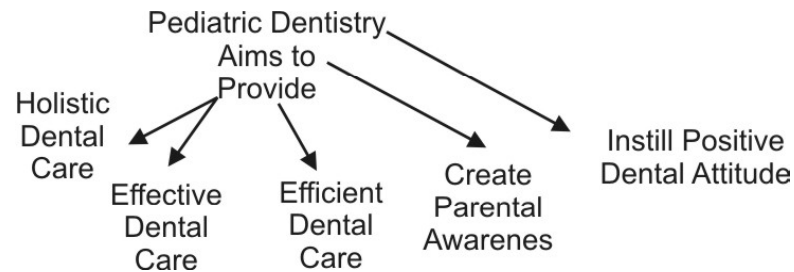 Pediatric Dentistry
Aims to
Provide
Holistic
Dental
Care
Effective
Dental
Care
Efficient
Dental
Care
Create
Parental
Awarenes
Instill Positive
Dental Attitude